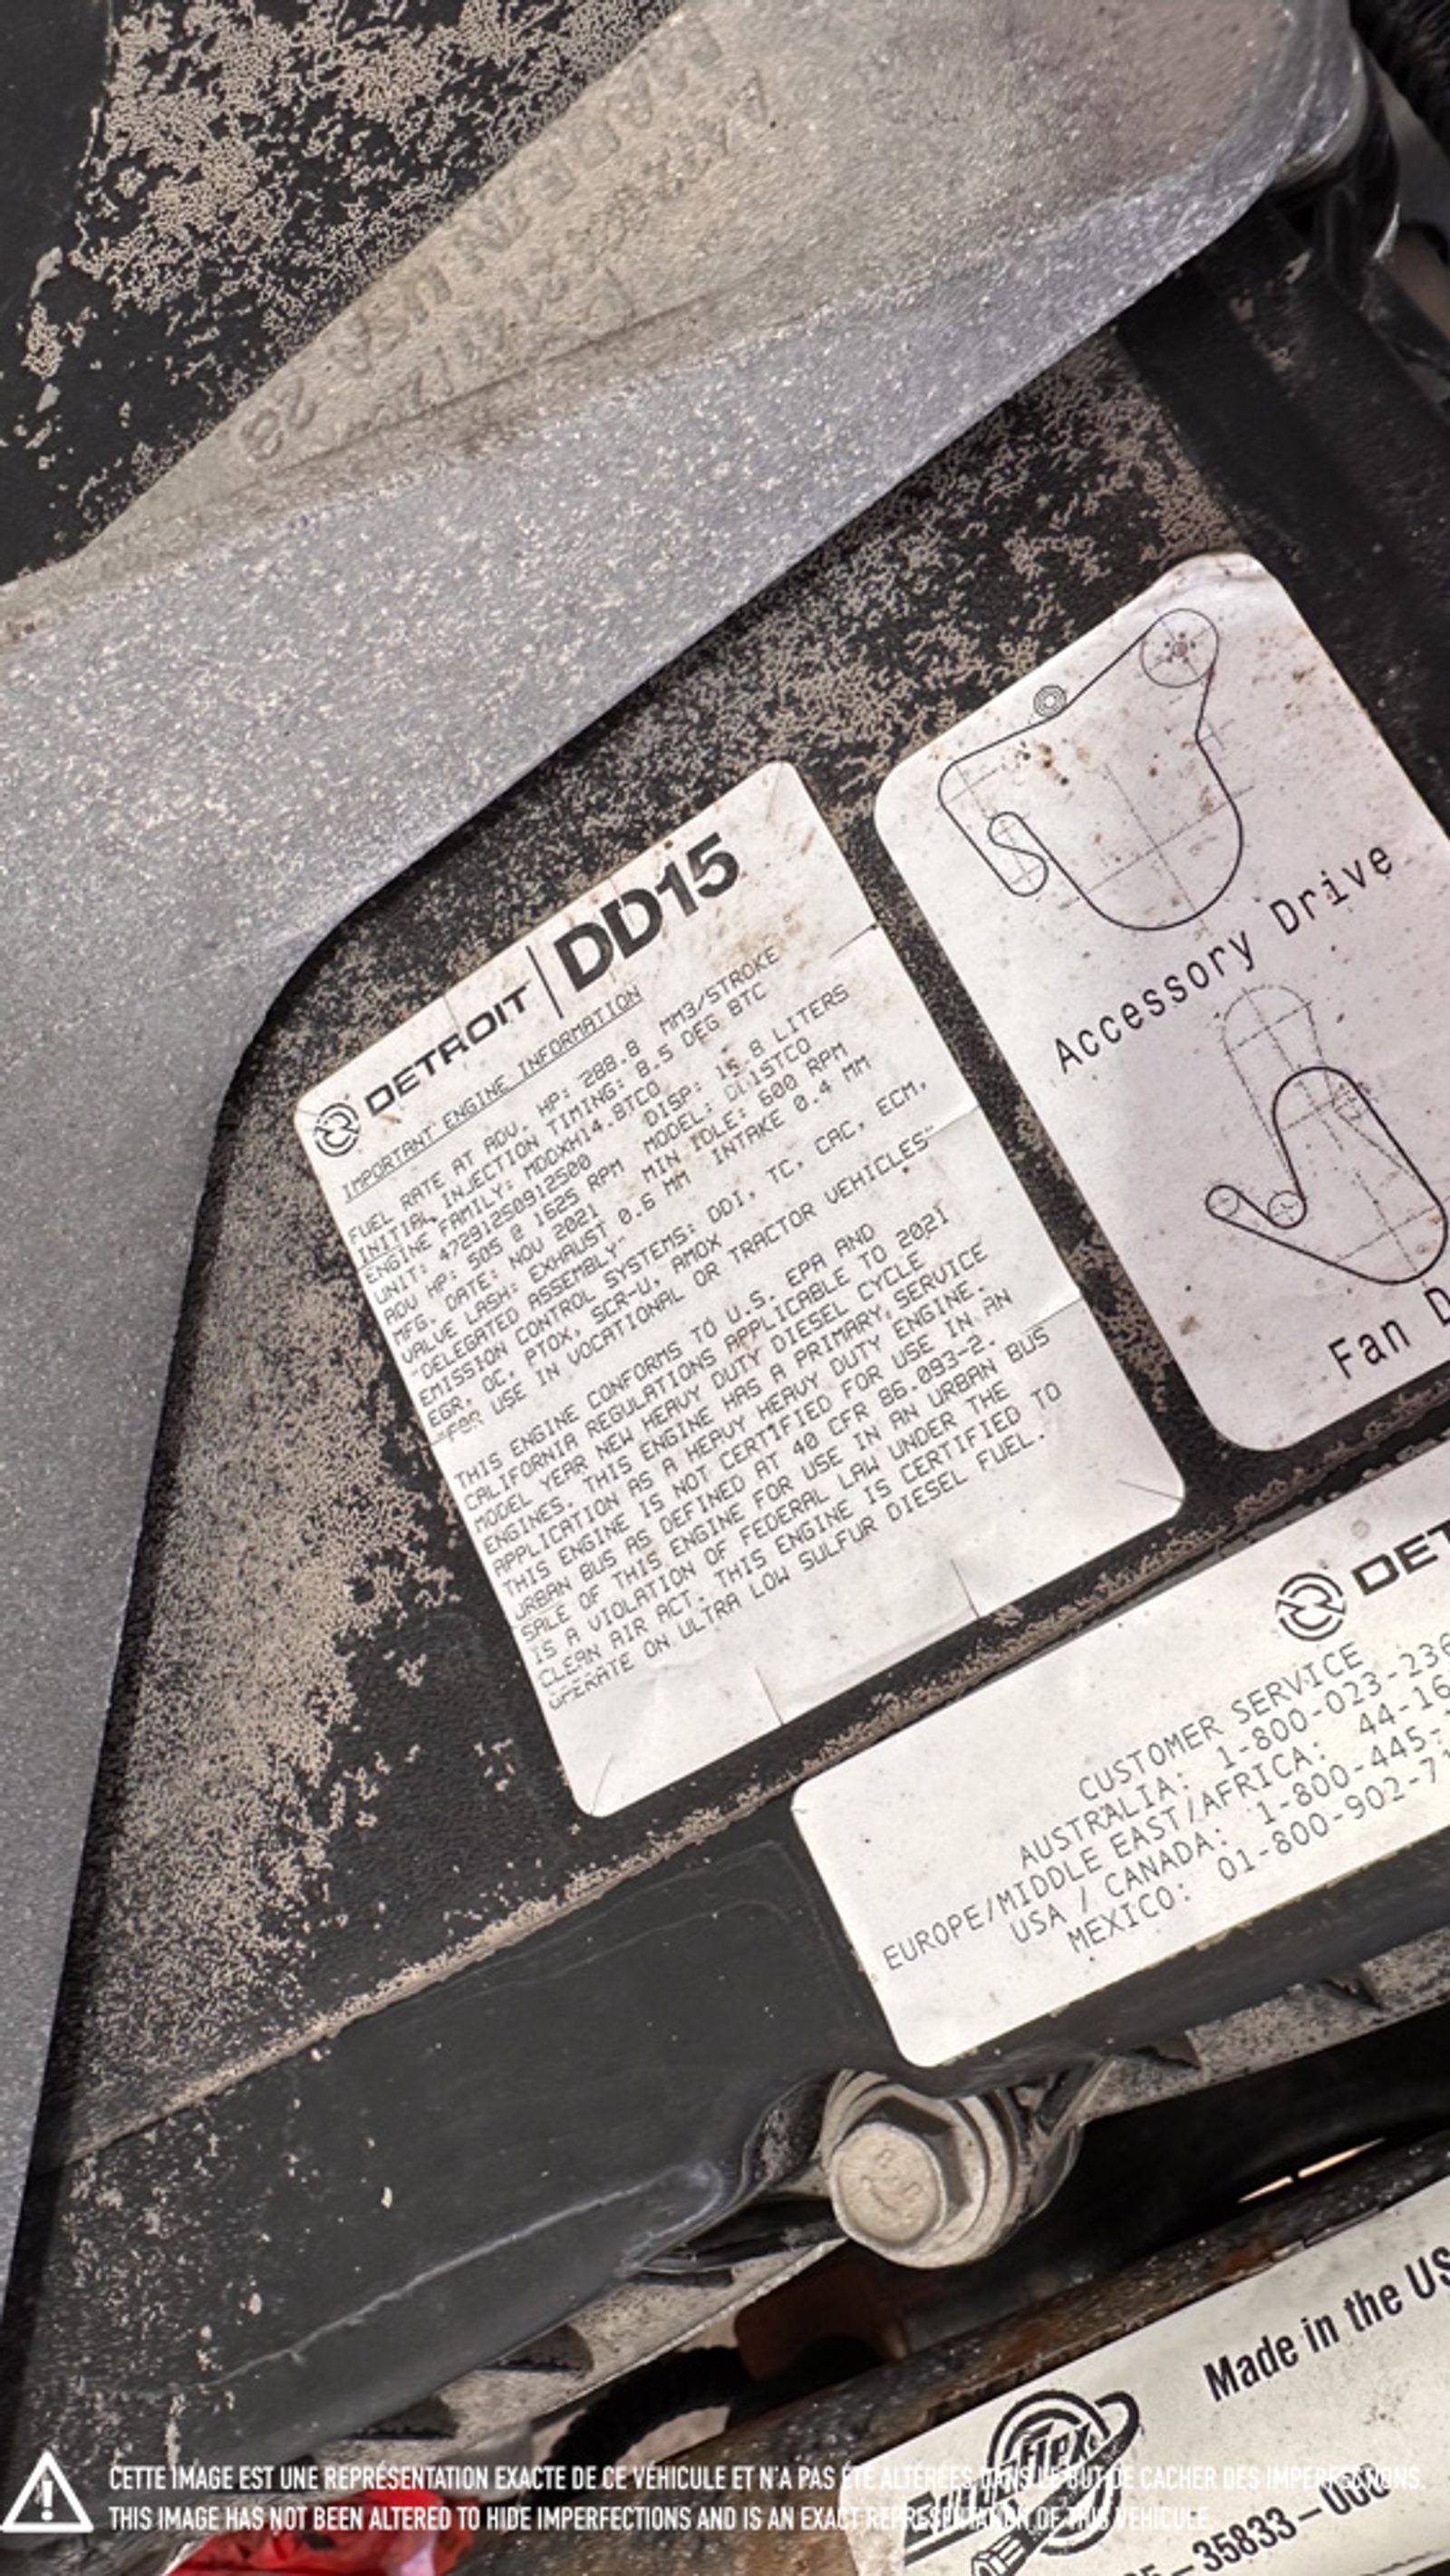 DETROIT | DD15
IMPORTANT ENGINE INFORMATION
FUEL RATE AT ADV. HP: 288.8 MM3/STROKE
INITIAL INJECTION TIMING: 8.5 DEG BTC
ENGINE FAMILY: MDDXH14.8TCO DISP: 15.8 LITERS
UNIT: 472912S0912500 MODEL:
ADV HP: 505 @ 1625 RPM MIN IDLE: 600 RPM
MFG. DATE: NOV 2021
VALVE LASH: EXHAUST 0.6 MM INTAKE 0.4 MM
"DELEGATED ASSEMBLY"
EMISSION CONTROL SYSTEMS: DDI, TC, CAC, ECM,
EGR, OC, PTOX, SCR-U, AMOX
"FOR USE IN VOCATIONAL OR TRACTOR VEHICLES"
THIS ENGINE CONFORMS TO U.S. EPA AND
CALIFORNIA REGULATIONS APPLICABLE TO 2021
MODEL YEAR NEW HEAVY DUTY DIESEL CYCLE
ENGINES. THIS ENGINE HAS A PRIMARY SERVICE
APPLICATION AS A HEAVY HEAVY DUTY ENGINE.
THIS ENGINE IS NOT CERTIFIED FOR USE IN AN
URBAN BUS AS DEFINED AT 40 CFR 86.093-2.
SALE OF THIS ENGINE FOR USE IN AN URBAN BUS
IS A VIOLATION OF FEDERAL LAW UNDER THE
CLEAN AIR ACT. THIS ENGINE IS CERTIFIED TO
OPERATE ON ULTRA LOW SULFUR DIESEL FUEL.
Accessory Drive
Fan D
DET
CUSTOMER SERVICE
AUSTRALIA: 1-800-023-236
EUROPE/MIDDLE EAST/AFRICA: 44-16
USA / CANADA: 1-800-445-
MEXICO: 01-800-902-7
Made in the US
flex
35833-
CETTE IMAGE EST UNE REPRÉSENTATION EXACTE DE CE VÉHICULE ET N'A PAS ÉTÉ ALTÉRÉES DANS LE BUT DE CACHER DES IMPERFECTIONS.
THIS IMAGE HAS NOT BEEN ALTERED TO HIDE IMPERFECTIONS AND IS AN EXACT REPRESENTATION OF THIS VEHICULE